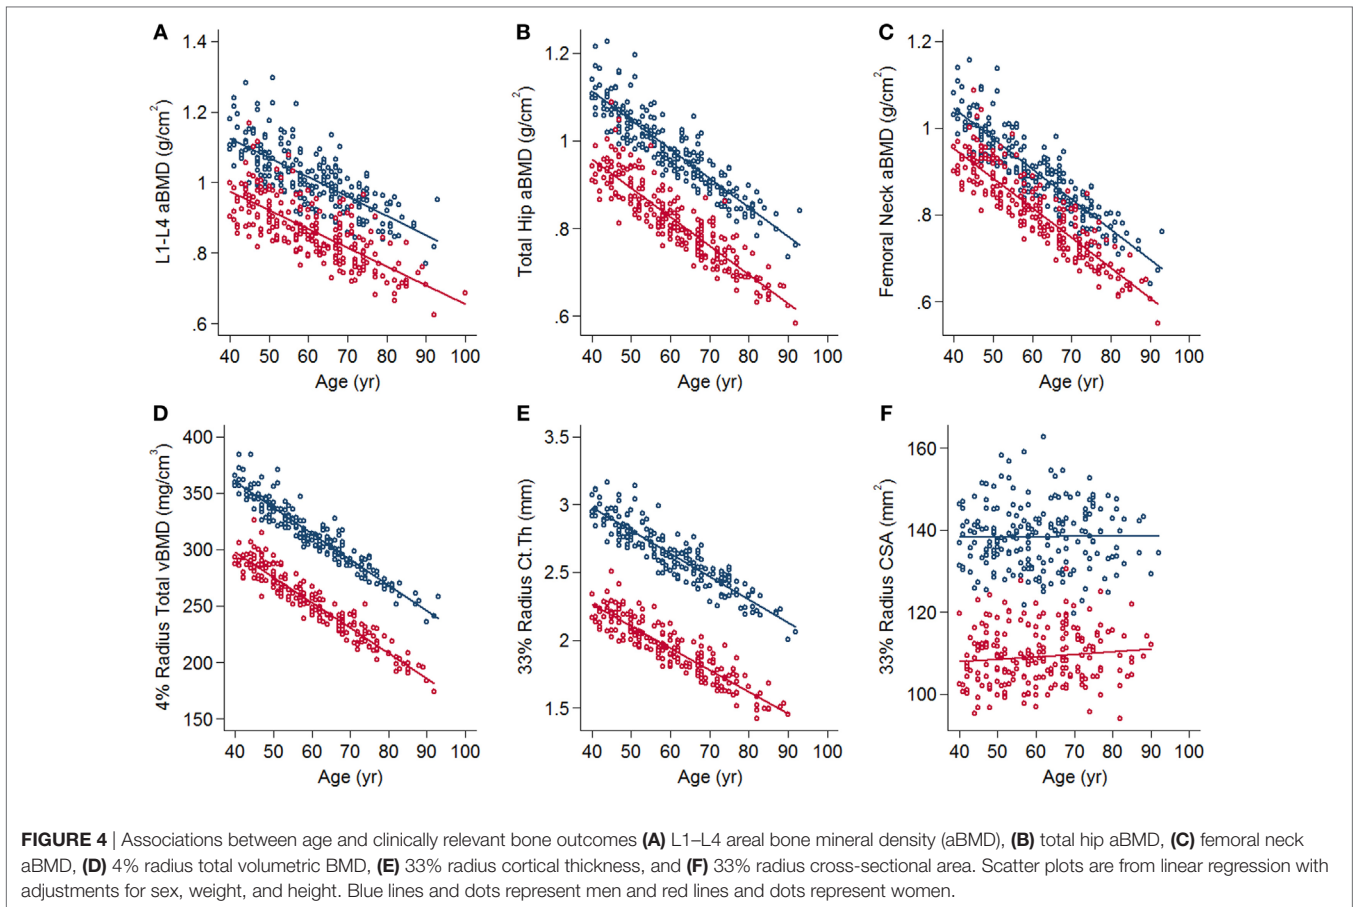 A
L1-L4 aBMD (g/cm²)
1.4
1.2
1
.8
.6
40 50 60 70 80 90 100
Age (yr)
B
Total Hip aBMD (g/cm²)
1.2
1
.8
.6
40 50 60 70 80 90 100
Age (yr)
C
Femoral Neck aBMD (g/cm²)
1.2
1
.8
.6
40 50 60 70 80 90 100
Age (yr)
D
4% Radius Total vBMD (mg/cm³)
400
350
300
250
200
150
40 50 60 70 80 90 100
Age (yr)
E
33% Radius Ct.Th (mm)
3.5
3
2.5
2
1.5
40 50 60 70 80 90 100
Age (yr)
F
33% Radius CSA (mm²)
160
140
120
100
40 50 60 70 80 90 100
Age (yr)
FIGURE 4 | Associations between age and clinically relevant bone outcomes (A) L1–L4 areal bone mineral density (aBMD), (B) total hip aBMD, (C) femoral neck
aBMD, (D) 4% radius total volumetric BMD, (E) 33% radius cortical thickness, and (F) 33% radius cross-sectional area. Scatter plots are from linear regression with
adjustments for sex, weight, and height. Blue lines and dots represent men and red lines and dots represent women.